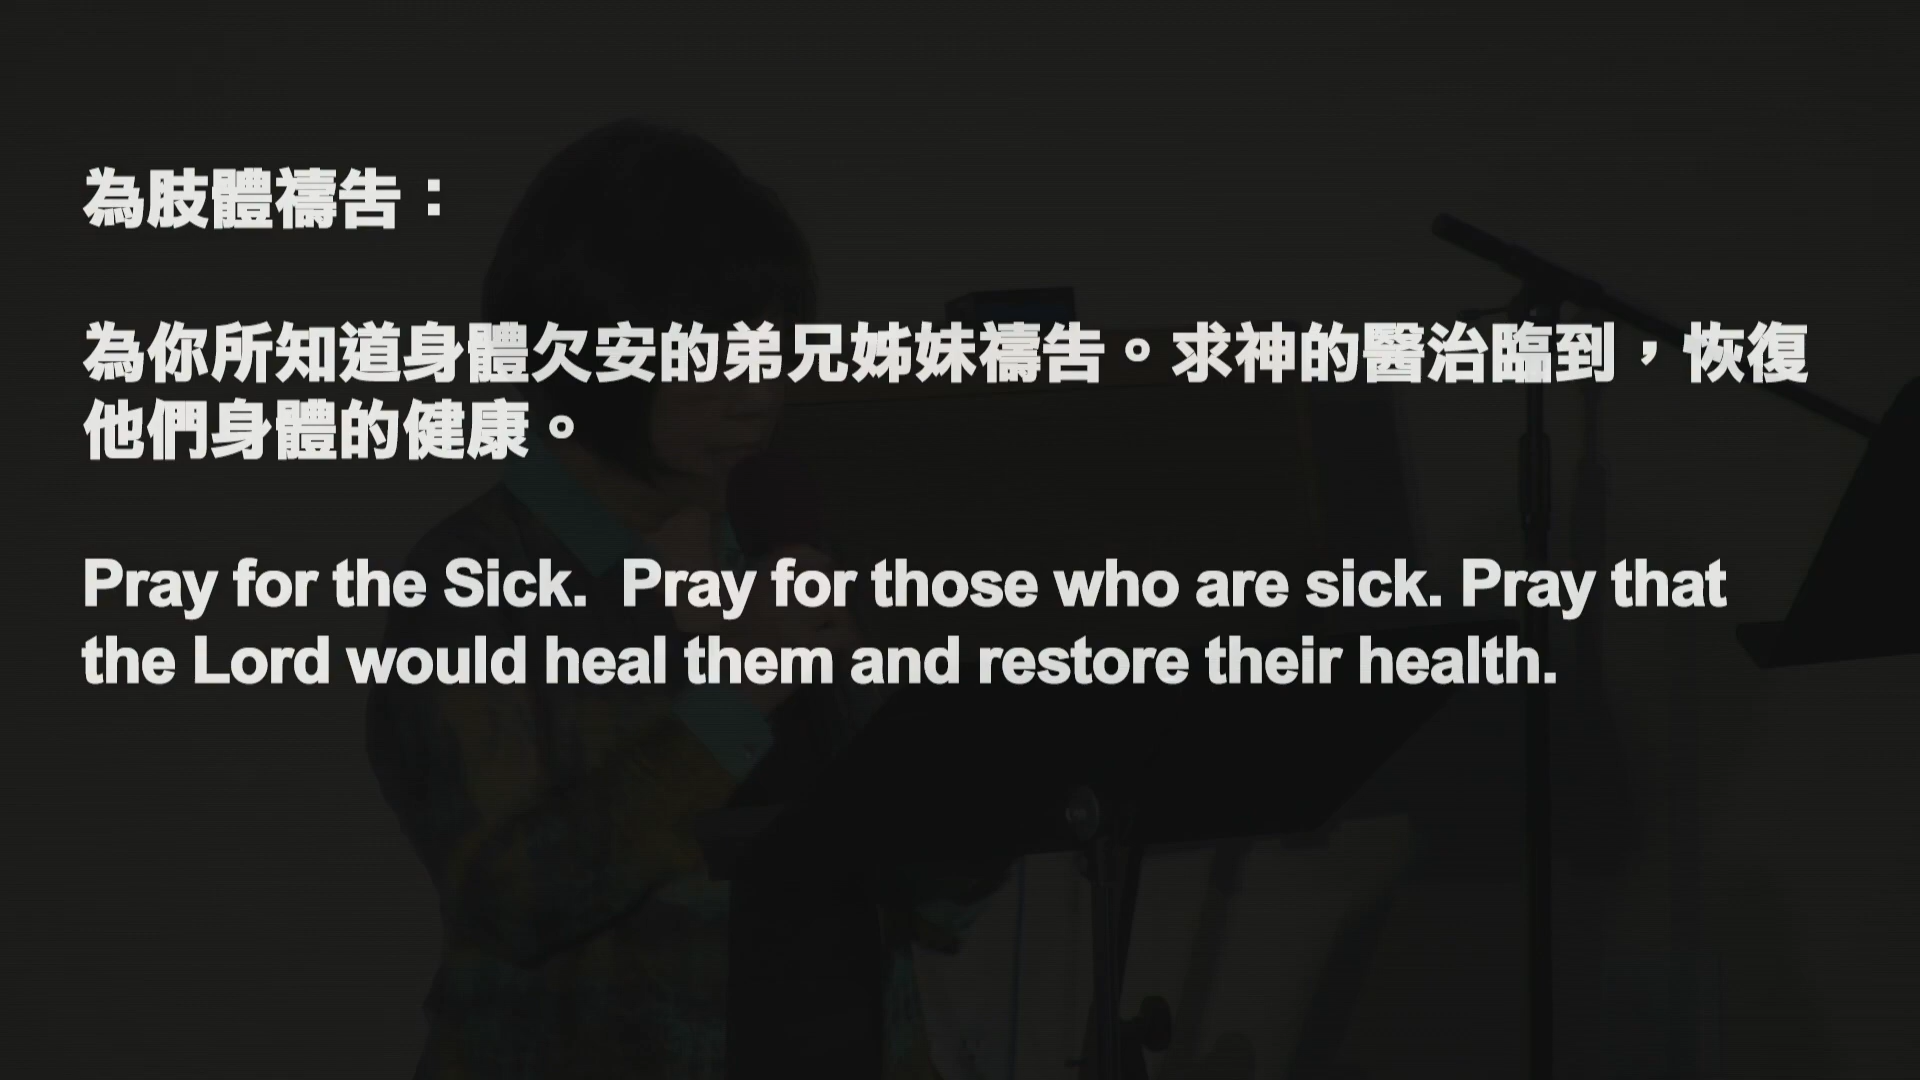 為肢體禱告：
為你所知道身體欠安的弟兄姊妹禱告。求神的醫治臨到，恢復
他們身體的健康。
Pray for the Sick.  Pray for those who are sick. Pray that
the Lord would heal them and restore their health.